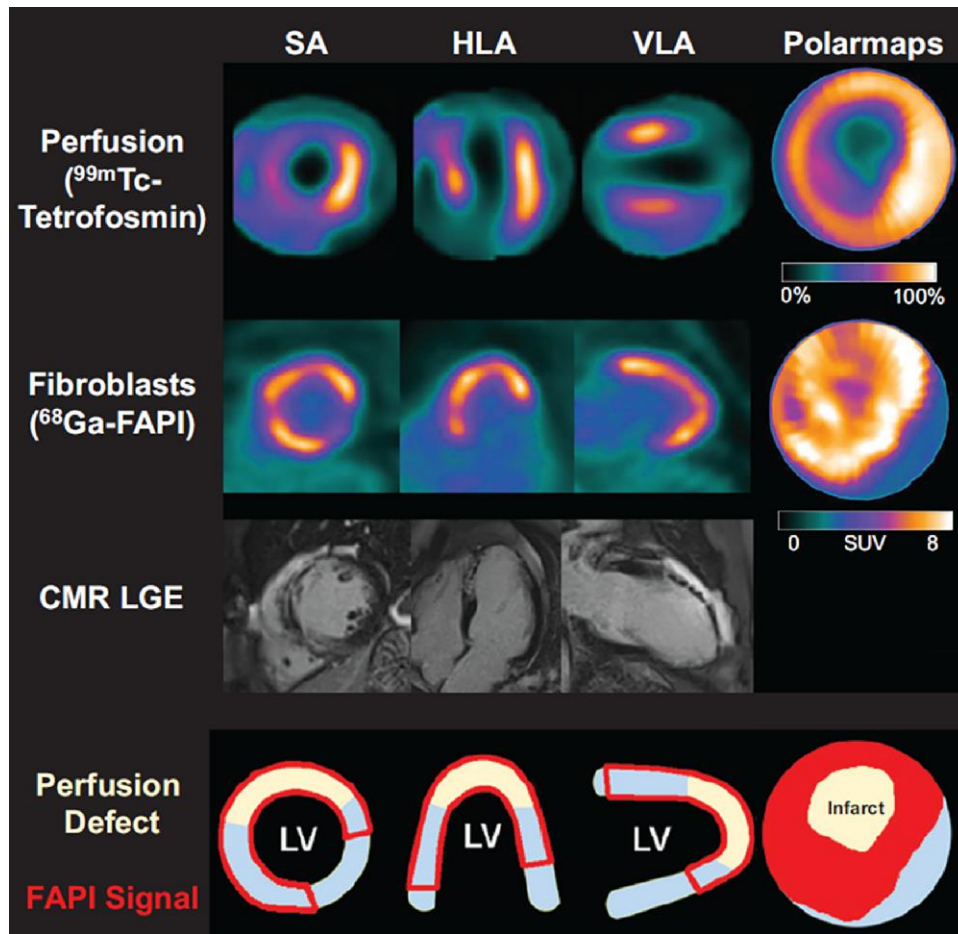 SA HLA VLA Polarmaps
Perfusion
(99mTc-
Tetrofosmin)
0% 100%
Fibroblasts
(68Ga-FAPI)
0 SUV 8
CMR LGE
Perfusion
Defect
FAPI Signal
LV LV LV Infarct